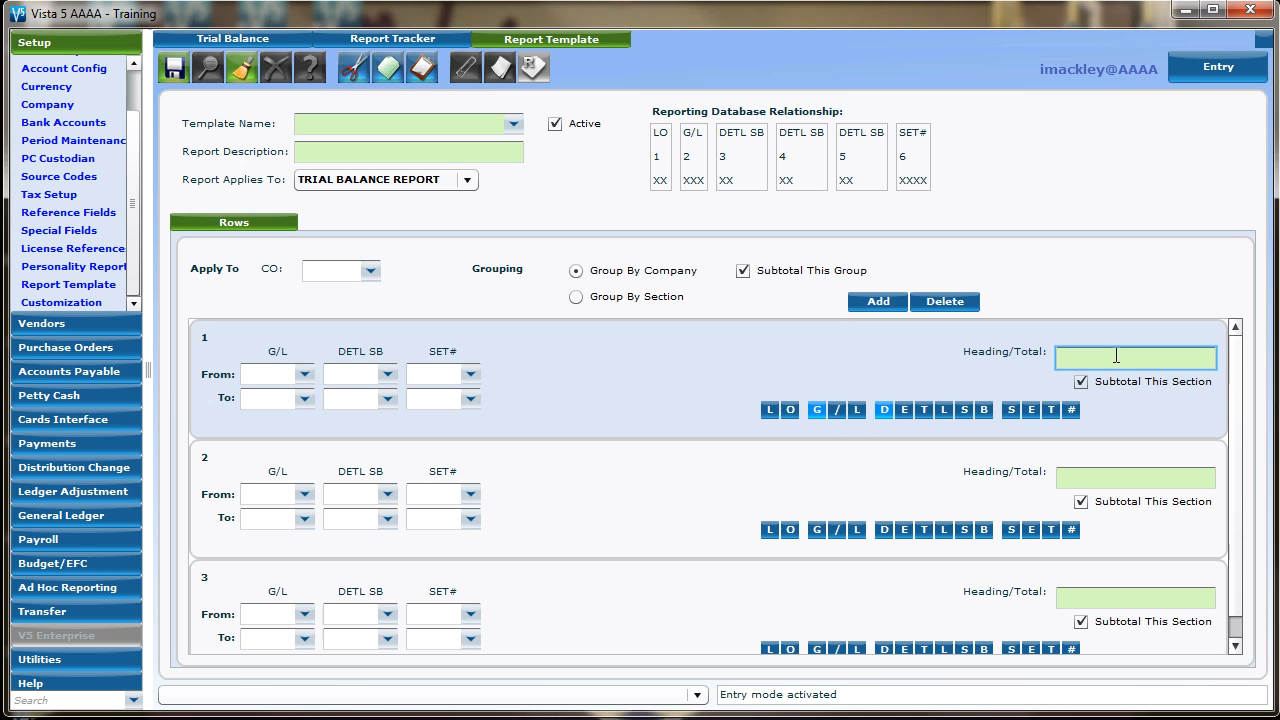 V5 Vista 5 AAAA - Training
Setup
Account Config
Currency
Company
Bank Accounts
Period Maintenanc
PC Custodian
Source Codes
Tax Setup
Reference Fields
Special Fields
License Reference
Personality Report
Report Template
Customization
Vendors
Purchase Orders
Accounts Payable
Petty Cash
Cards Interface
Payments
Distribution Change
Ledger Adjustment
General Ledger
Payroll
Budget/EFC
Ad Hoc Reporting
Transfer
V5 Enterprise
Utilities
Help
Search
Trial Balance Report Tracker Report Template
? R
imackley@AAAA Entry
Template Name: Active
Report Description:
Report Applies To: TRIAL BALANCE REPORT
Reporting Database Relationship:
LO G/L DETL SB DETL SB DETL SB SET#
1 2 3 4 5 6
XX XXX XX XX XX XXXX
Rows
Apply To CO: Grouping Group By Company Subtotal This Group
Group By Section
Add Delete
1
G/L DETL SB SET# Heading/Total:
From:
Subtotal This Section
To:
L O G / L D E T L S B S E T #
2
G/L DETL SB SET# Heading/Total:
From:
Subtotal This Section
To:
L O G / L D E T L S B S E T #
3
G/L DETL SB SET# Heading/Total:
From:
Subtotal This Section
To:
L O G / L D E T L S B S E T #
Entry mode activated